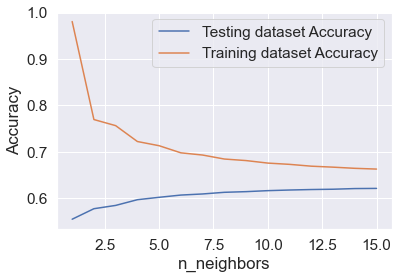 1.0
0.9
0.8
0.7
0.6
Accuracy
Testing dataset Accuracy
Training dataset Accuracy
2.5 5.0 7.5 10.0 12.5 15.0
n_neighbors